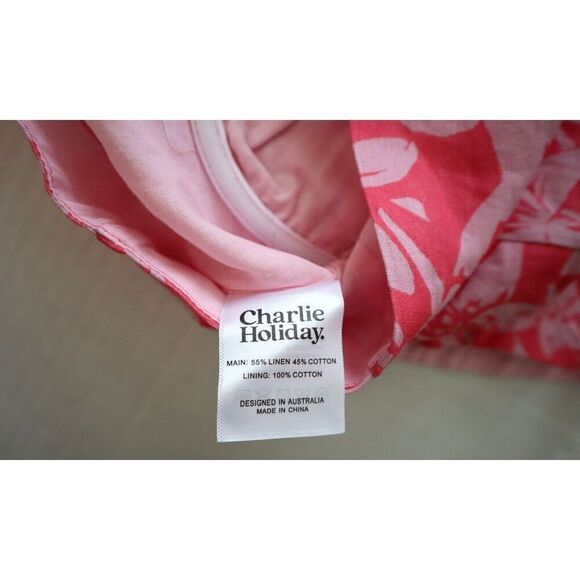 Charlie
Holiday.
MAIN: 55% LINEN 45% COTTON
LINING: 100% COTTON
DESIGNED IN AUSTRALIA
MADE IN CHINA